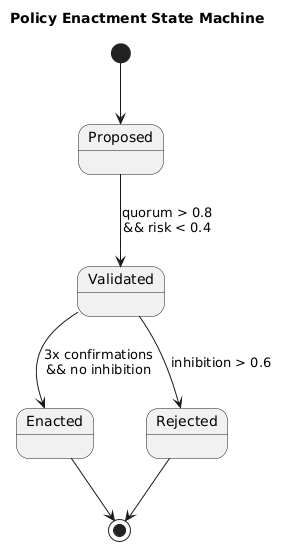 Policy Enactment State Machine
Proposed
quorum > 0.8
&& risk < 0.4
Validated
3x confirmations
&& no inhibition
inhibition > 0.6
Enacted
Rejected